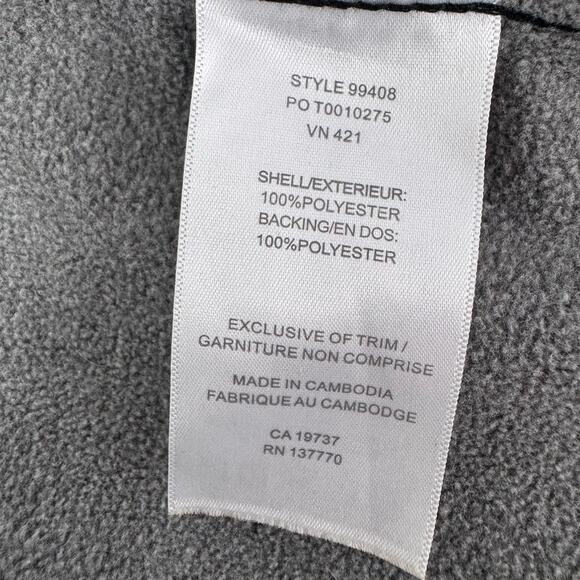 STYLE 99408
PO T0010275
VN 421
SHELL/EXTERIEUR:
100%POLYESTER
BACKING/EN DOS:
100%POLYESTER
EXCLUSIVE OF TRIM /
GARNITURE NON COMPRISE
MADE IN CAMBODIA
FABRIQUE AU CAMBODGE
CA 19737
RN 137770